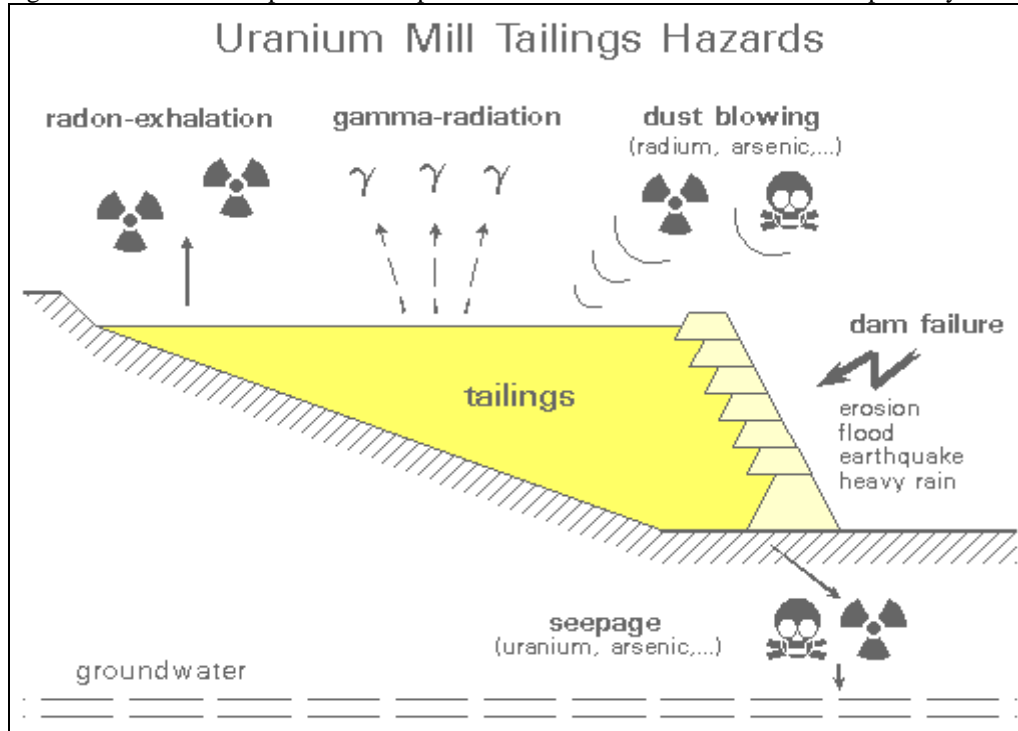 Uranium Mill Tailings Hazards
radon-exhalation
gamma-radiation
dust blowing
(radium, arsenic,...)
γ γ γ
tailings
dam failure
erosion
flood
earthquake
heavy rain
seepage
(uranium, arsenic,...)
groundwater